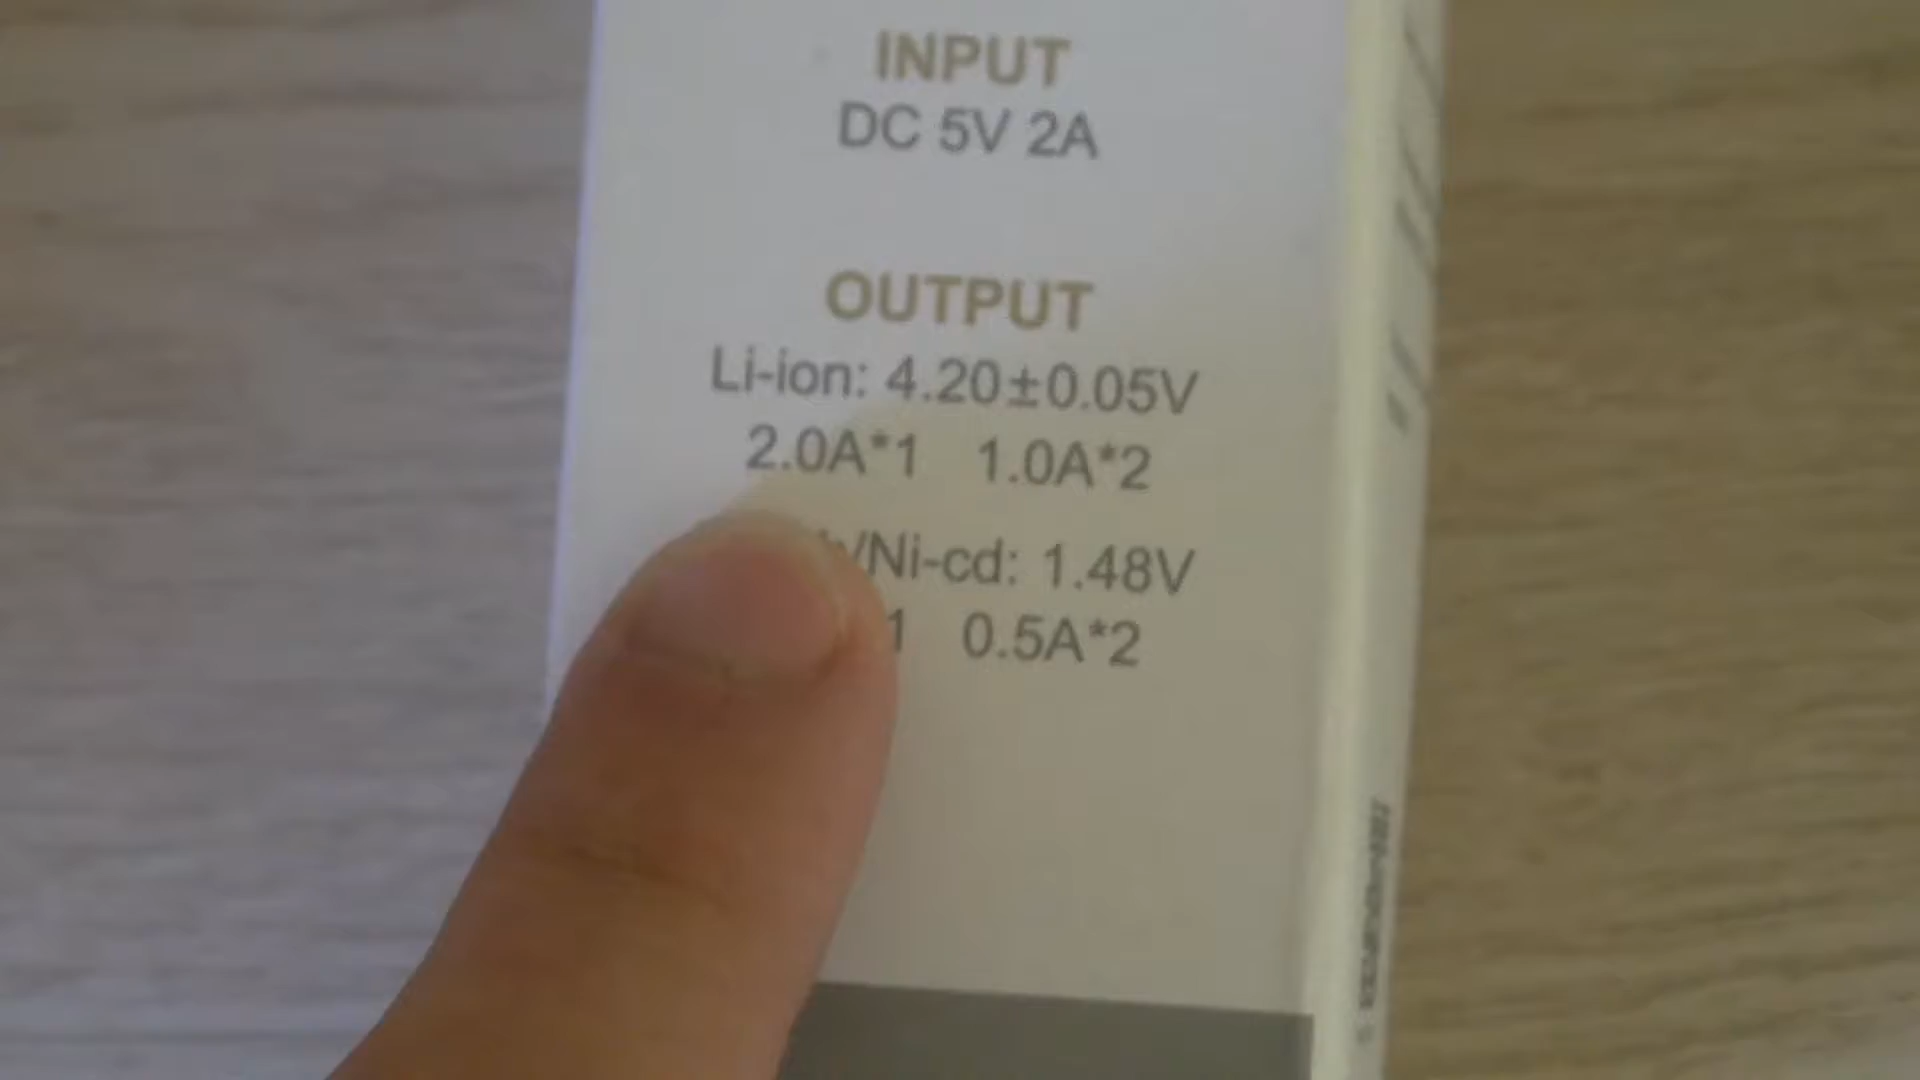 INPUT
DC 5V 2A
OUTPUT
Li-ion: 4.20±0.05V
2.0A*1 1.0A*2
/Ni-cd: 1.48V
1 0.5A*2